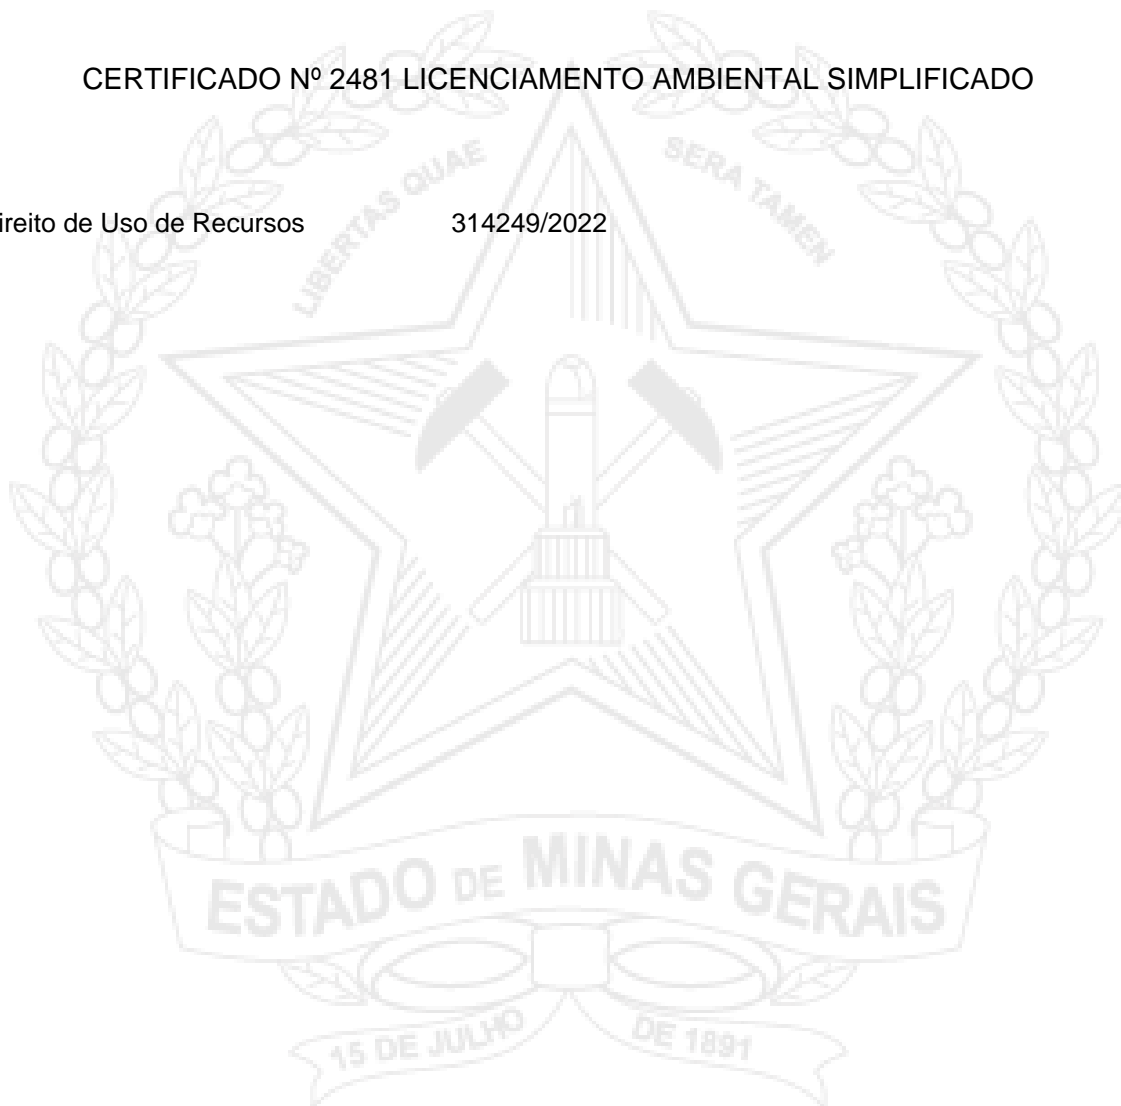 CERTIFICADO Nº 2481 LICENCIAMENTO AMBIENTAL SIMPLIFICADO
LIBERTAS QUAE SERA TAMEN
ireito de Uso de Recursos 314249/2022
ESTADO DE MINAS GERAIS
15 DE JULHO DE 1891